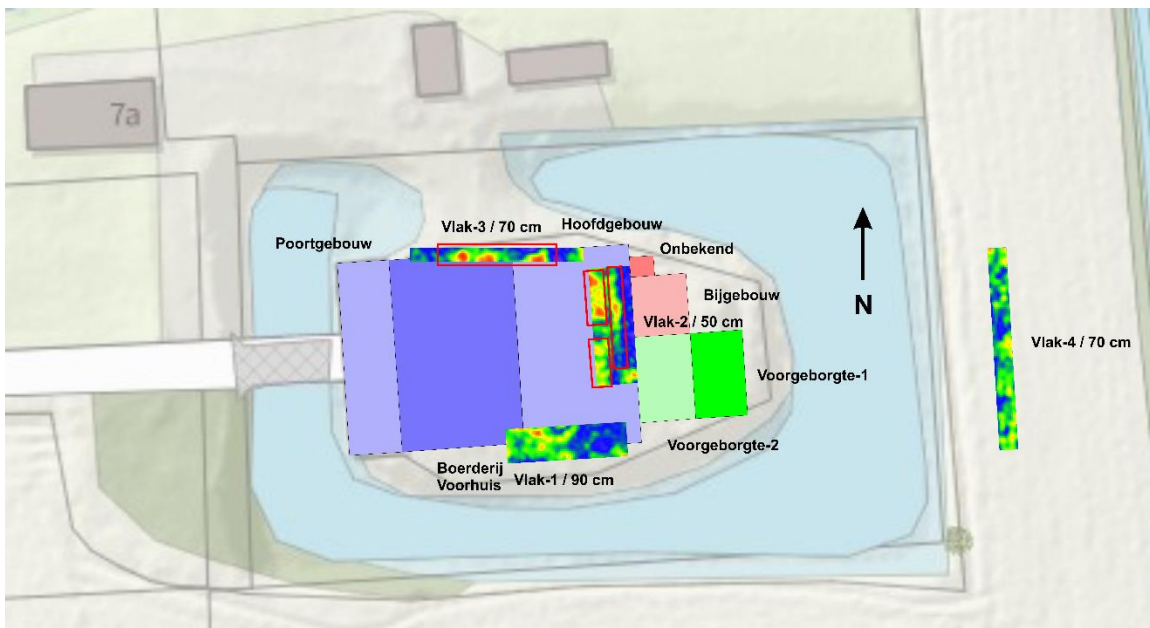 7a
Vlak-3 / 70 cm
Hoofdgebouw
Poortgebouw
Onbekend
Bijgebouw
N
Vlak-2 / 50 cm
Vlak-4 / 70 cm
Voorgeborgte-1
Voorgeborgte-2
Boerderij
Voorhuis
Vlak-1 / 90 cm